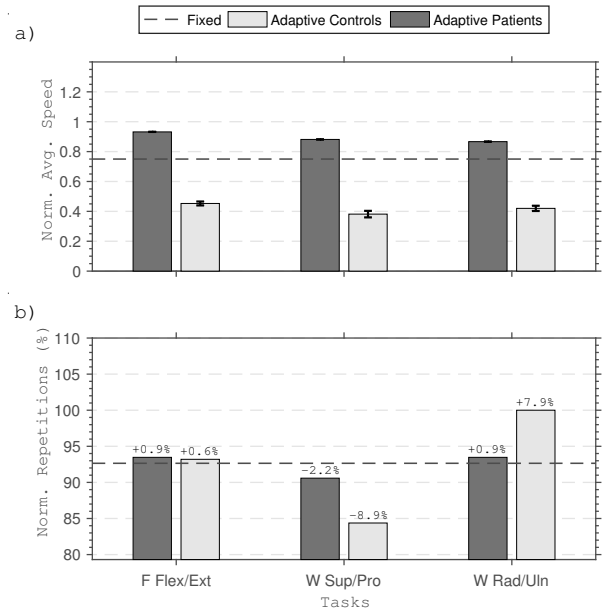 Fixed Adaptive Controls Adaptive Patients
a)
Norm. Avg. Speed
1.2
1
0.8
0.6
0.4
0.2
0
b)
Norm. Repetitions (%)
110
105
100
95
90
85
80
+0.9% +0.6% -2.2% -8.9% +0.9% +7.9%
F Flex/Ext W Sup/Pro W Rad/Uln
Tasks